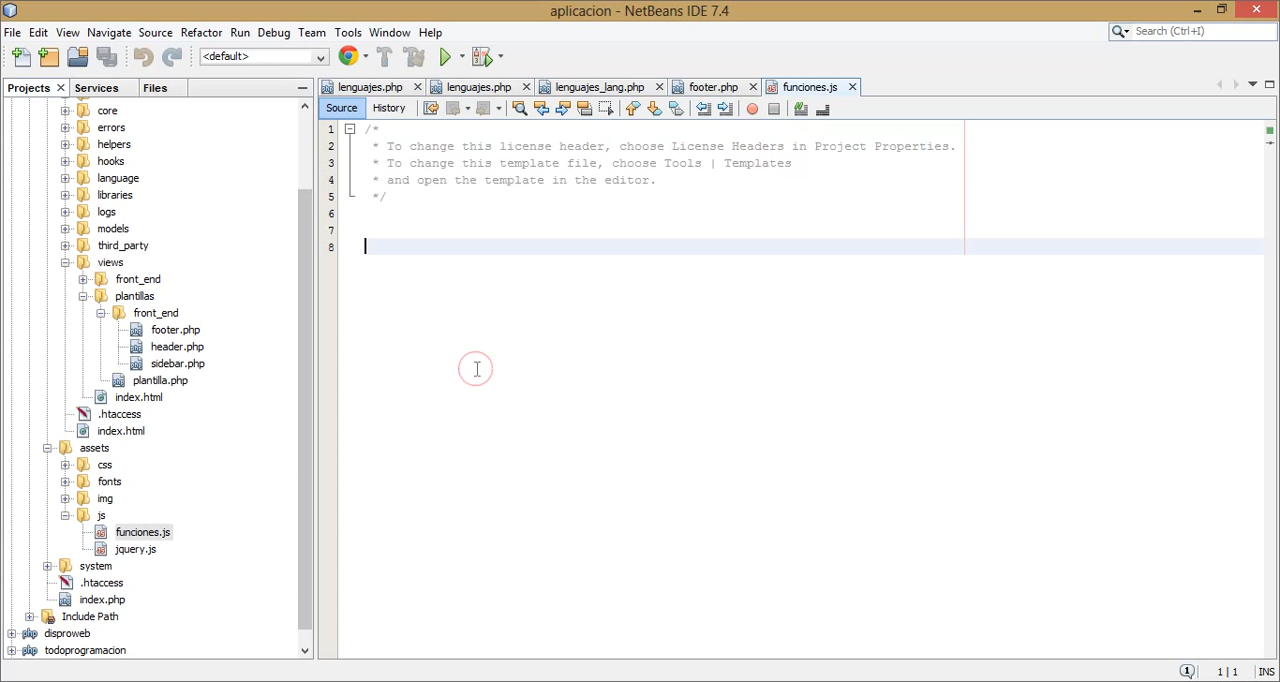 aplicacion - NetBeans IDE 7.4
File Edit View Navigate Source Refactor Run Debug Team Tools Window Help
Search (Ctrl+I)
<default>
Projects Services Files
lenguajes.php lenguajes.php lenguajes_lang.php footer.php funciones.js
Source History
core
errors
helpers
hooks
language
libraries
logs
models
third_party
views
front_end
plantillas
front_end
footer.php
header.php
sidebar.php
plantilla.php
index.html
.htaccess
index.html
assets
css
fonts
img
js
funciones.js
jquery.js
system
.htaccess
index.php
Include Path
disproweb
todoprogramacion
1 /*
2 * To change this license header, choose License Headers in Project Properties.
3 * To change this template file, choose Tools | Templates
4 * and open the template in the editor.
5 */
6
7
8
1 | 1 INS